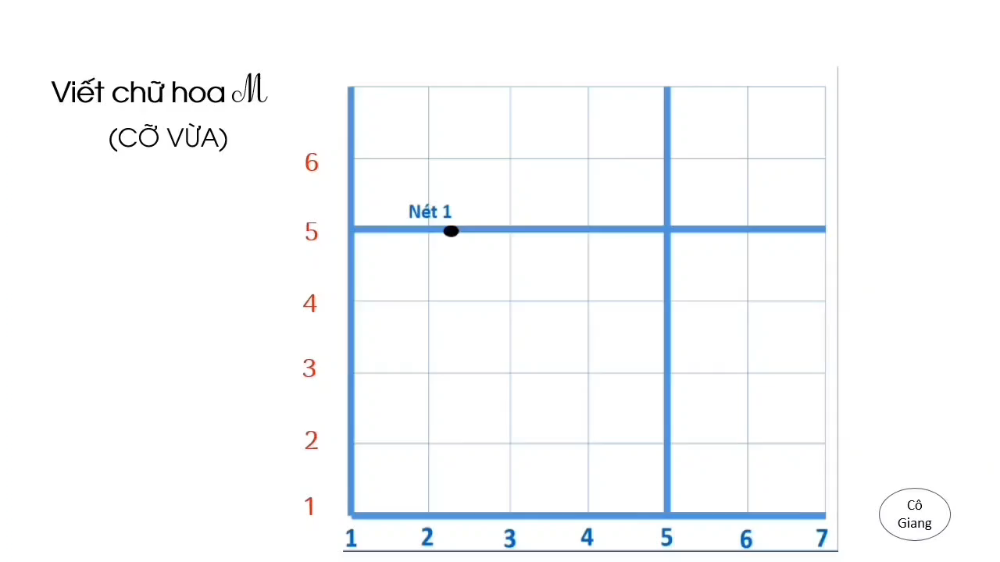 Viết chữ hoa M
(CỠ VỪA)
6
Nét 1
5
4
3
2
1
1 2 3 4 5 6 7
Cô
Giang